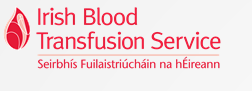 Irish Blood
Transfusion Service
Seirbhís Fuilaistriúcháin na hÉireann